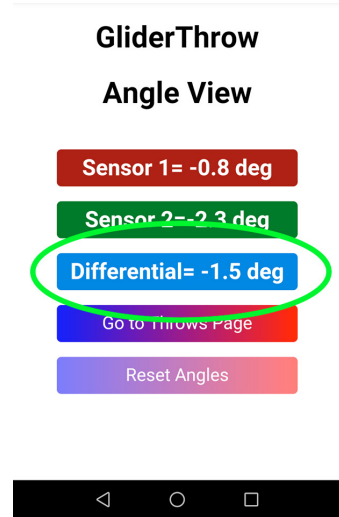 GliderThrow
Angle View
Sensor 1= -0.8 deg
Sensor 2=-2.3 deg
Differential= -1.5 deg
Go to Throws Page
Reset Angles